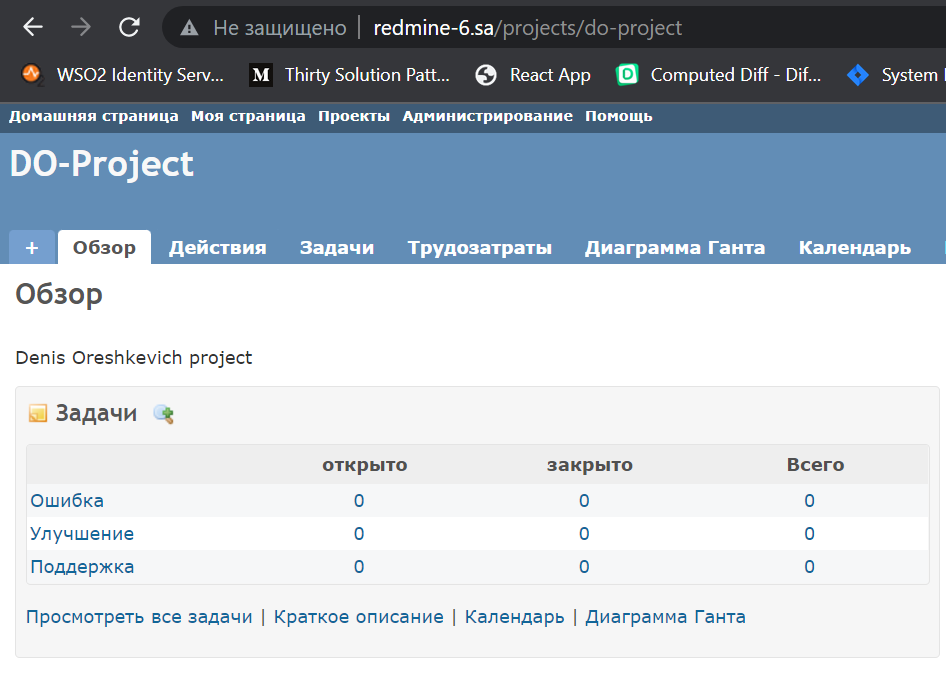 Не защищено | redmine-6.sa/projects/do-project
WSO2 Identity Serv... M Thirty Solution Patt... React App D Computed Diff - Dif... System
Домашняя страница Моя страница Проекты Администрирование Помощь
DO-Project
+ Обзор Действия Задачи Трудозатраты Диаграмма Ганта Календарь
Обзор
Denis Oreshkevich project
Задачи
открыто закрыто Всего
Ошибка 0 0 0
Улучшение 0 0 0
Поддержка 0 0 0
Просмотреть все задачи | Краткое описание | Календарь | Диаграмма Ганта